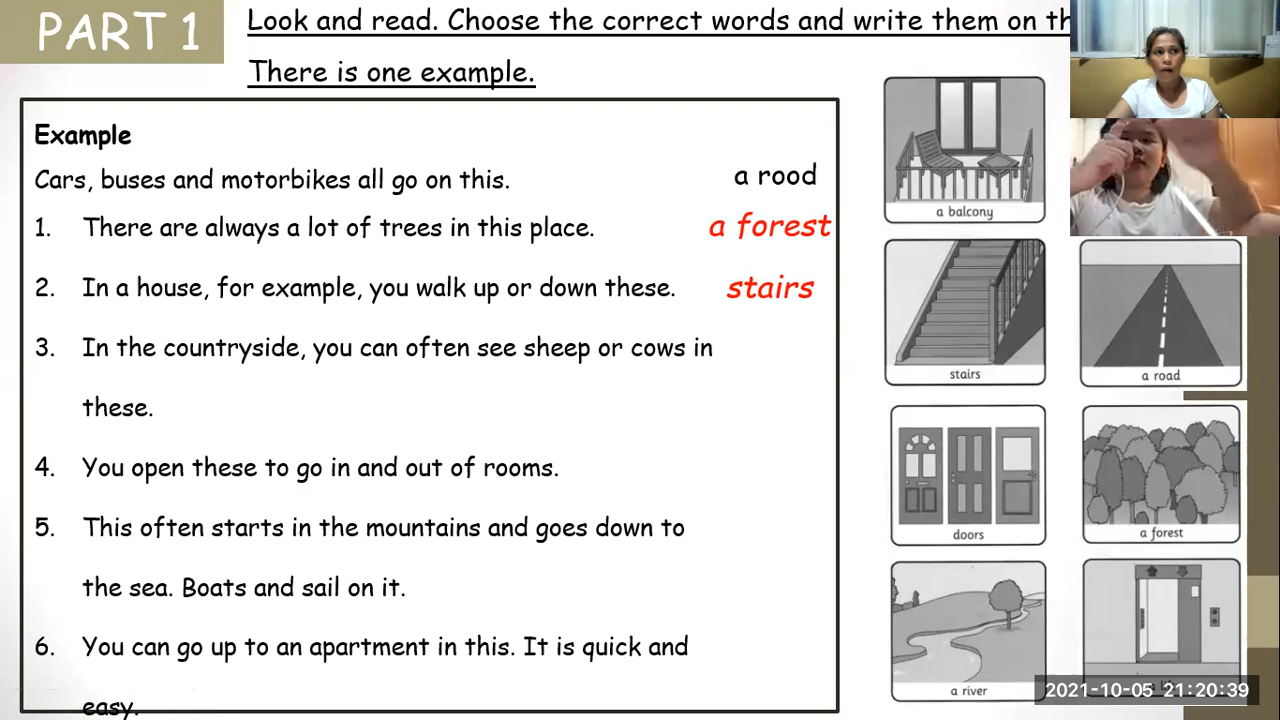 PART 1
Look and read. Choose the correct words and write them on
There is one example.
Example
Cars, buses and motorbikes all go on this.
a rood
1. There are always a lot of trees in this place.
a forest
2. In a house, for example, you walk up or down these.
stairs
3. In the countryside, you can often see sheep or cows in
these.
4. You open these to go in and out of rooms.
5. This often starts in the mountains and goes down to
the sea. Boats and sail on it.
6. You can go up to an apartment in this. It is quick and
easy.
a balcony
stairs
a road
doors
a forest
a river
2021-10-05 21:20:39